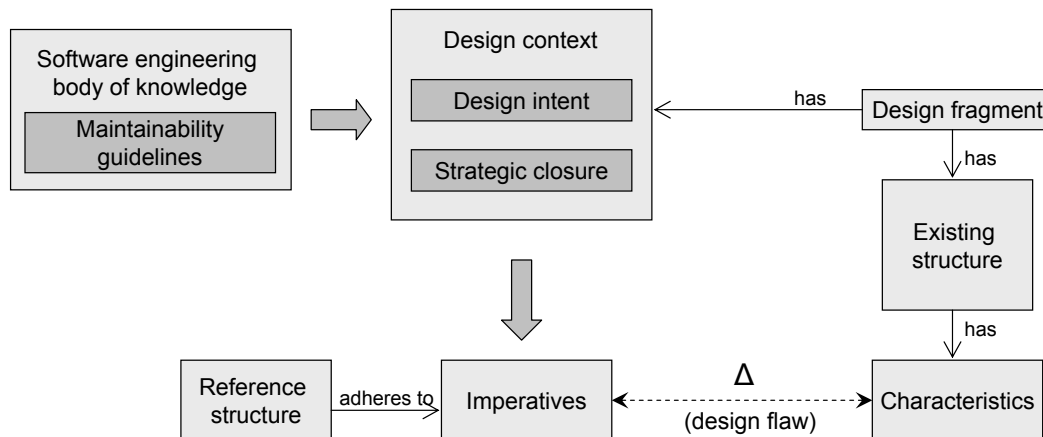 Software engineering
body of knowledge
Maintainability
guidelines
Design context
Design intent
Strategic closure
has
Design fragment
has
Existing
structure
has
Reference
structure
adheres to
Imperatives
Δ
(design flaw)
Characteristics